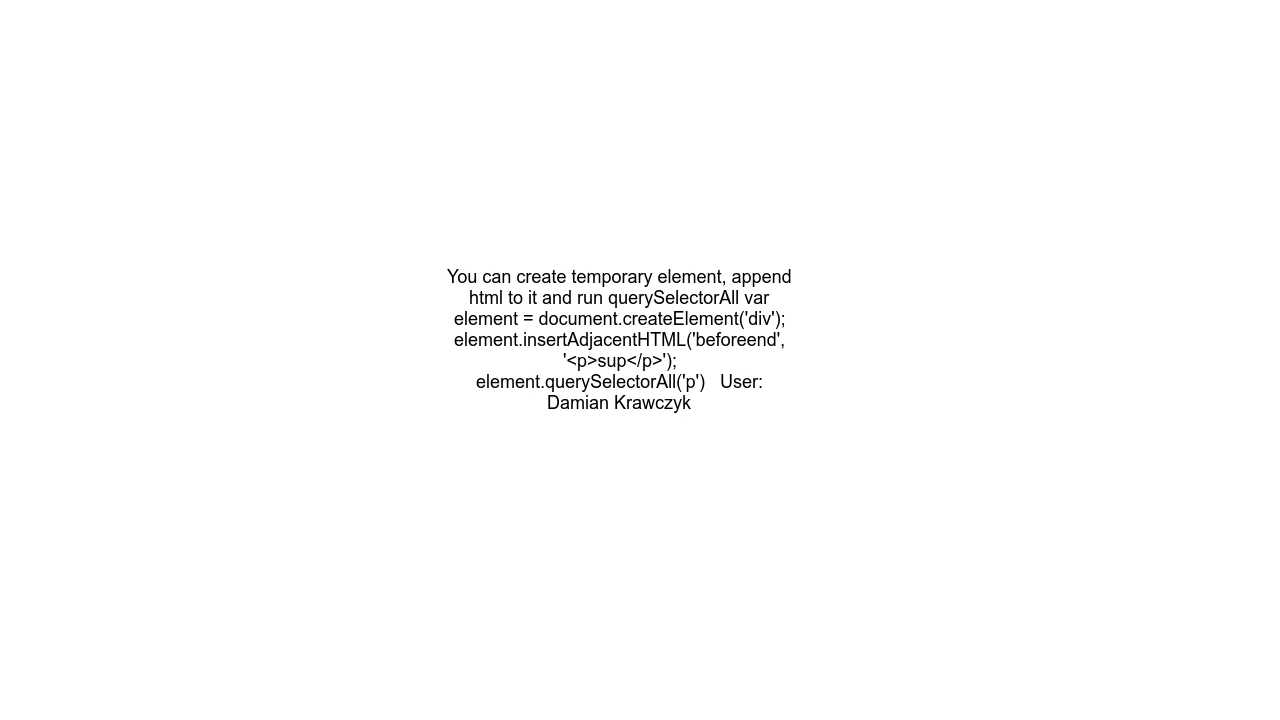 You can create temporary element, append
html to it and run querySelectorAll var
element = document.createElement('div');
element.insertAdjacentHTML('beforeend',
'<p>sup</p>');
element.querySelectorAll('p')   User:
Damian Krawczyk